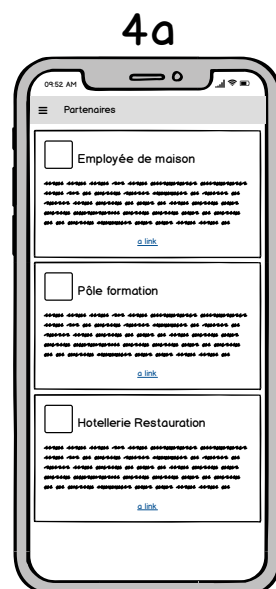 4a
09:52 AM
Partenaires
Employée de maison
a link
Pôle formation
a link
Hotellerie Restauration
a link